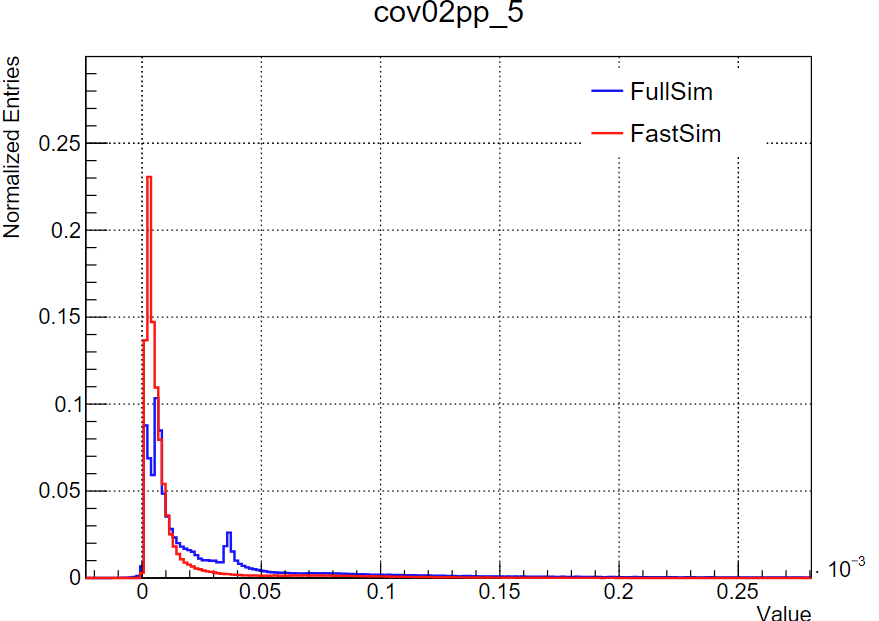 cov02pp_5
Normalized Entries
FullSim
FastSim
0.25
0.2
0.15
0.1
0.05
0
0 0.05 0.1 0.15 0.2 0.25
· 10⁻³
Value